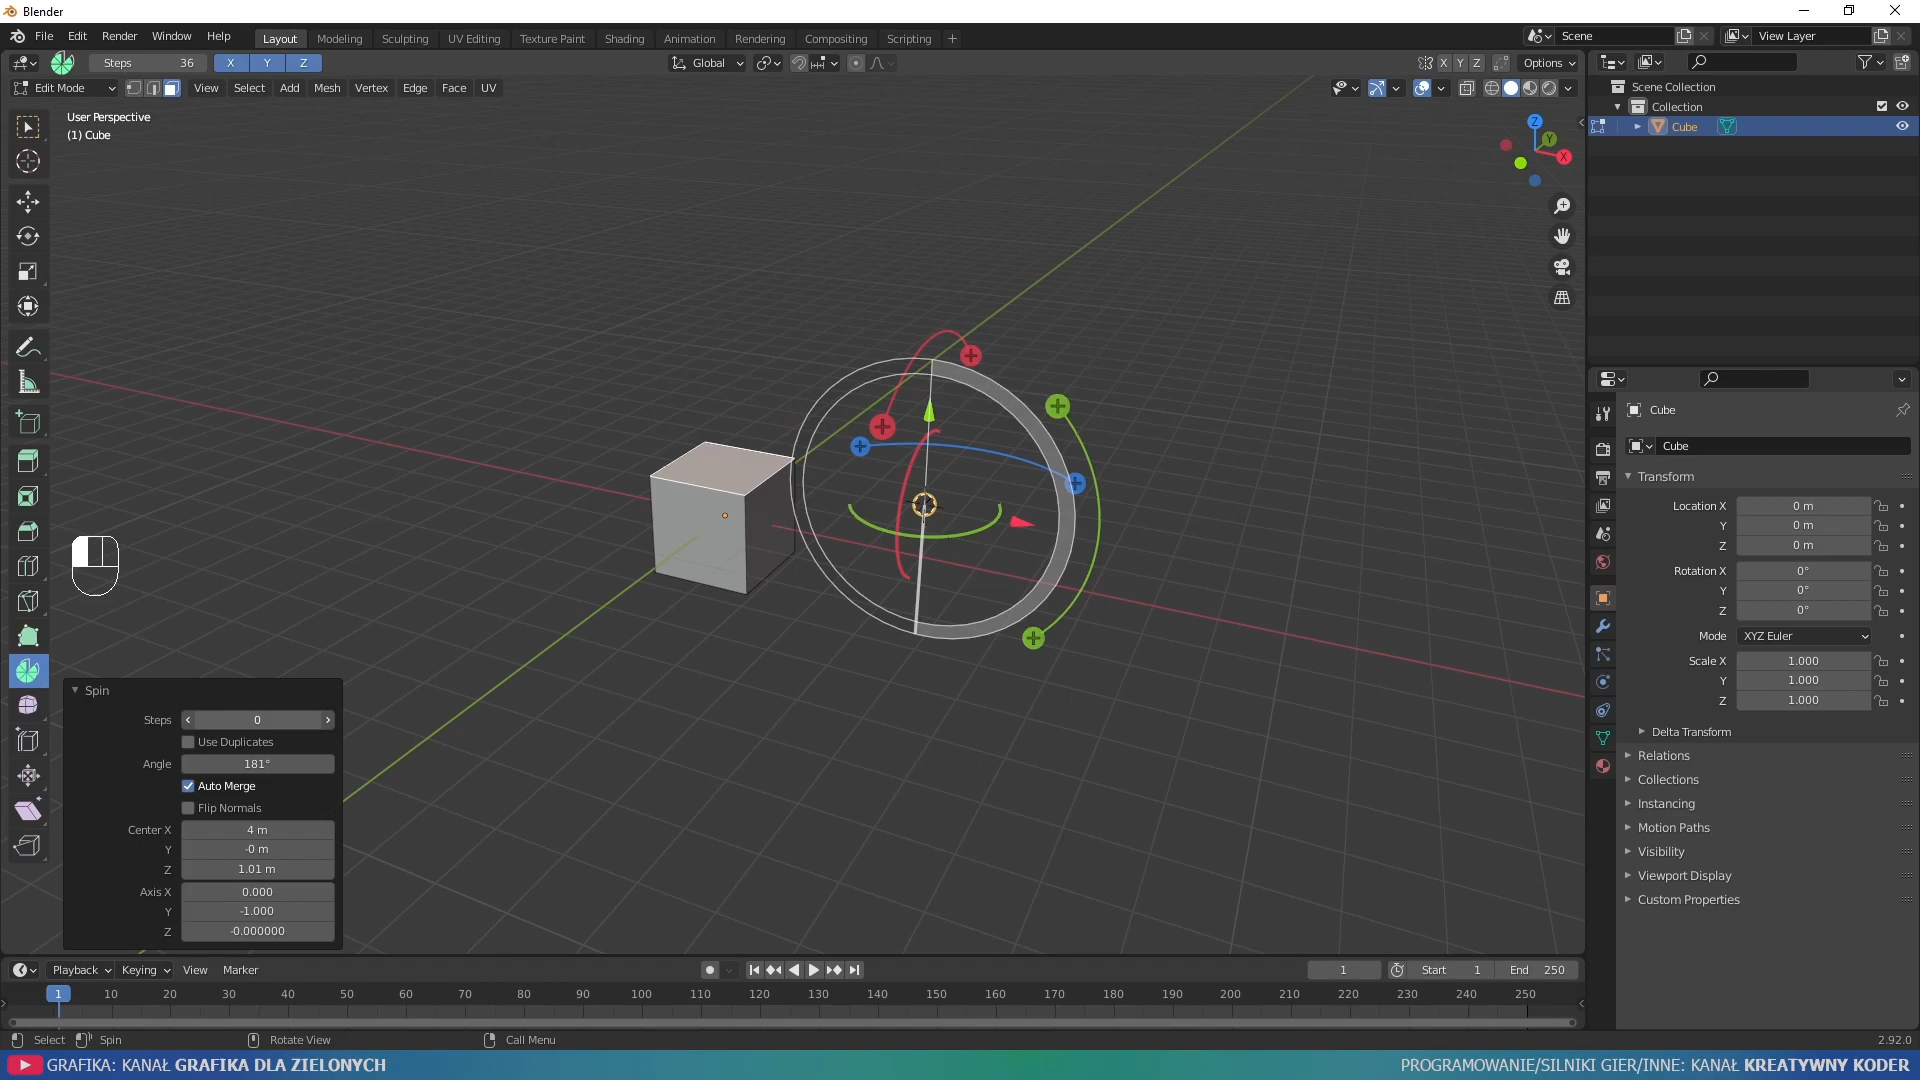 Blender
File Edit Render Window Help Layout Modeling Sculpting UV Editing Texture Paint Shading Animation Rendering Compositing Scripting + Scene View Layer
Steps 36 X Y Z Global X Y Z Options
Edit Mode View Select Add Mesh Vertex Edge Face UV
User Perspective
(1) Cube
Z
Y
X
Scene Collection
Collection
Cube
Cube
Cube
Transform
Location X 0 m
Y 0 m
Z 0 m
Rotation X 0°
Y 0°
Z 0°
Mode XYZ Euler
Scale X 1.000
Y 1.000
Z 1.000
Delta Transform
Relations
Collections
Instancing
Motion Paths
Visibility
Viewport Display
Custom Properties
Spin
Steps 0
Use Duplicates
Angle 181°
Auto Merge
Flip Normals
Center X 4 m
Y -0 m
Z 1.01 m
Axis X 0.000
Y -1.000
Z -0.000000
Playback Keying View Marker 1 Start 1 End 250
1 10 20 30 40 50 60 70 80 90 100 110 120 130 140 150 160 170 180 190 200 210 220 230 240 250
Select Spin Rotate View Call Menu 2.92.0
GRAFIKA: KANAŁ GRAFIKA DLA ZIELONYCH PROGRAMOWANIE/SILNIKI GIER/INNE: KANAŁ KREATYWNY KODER